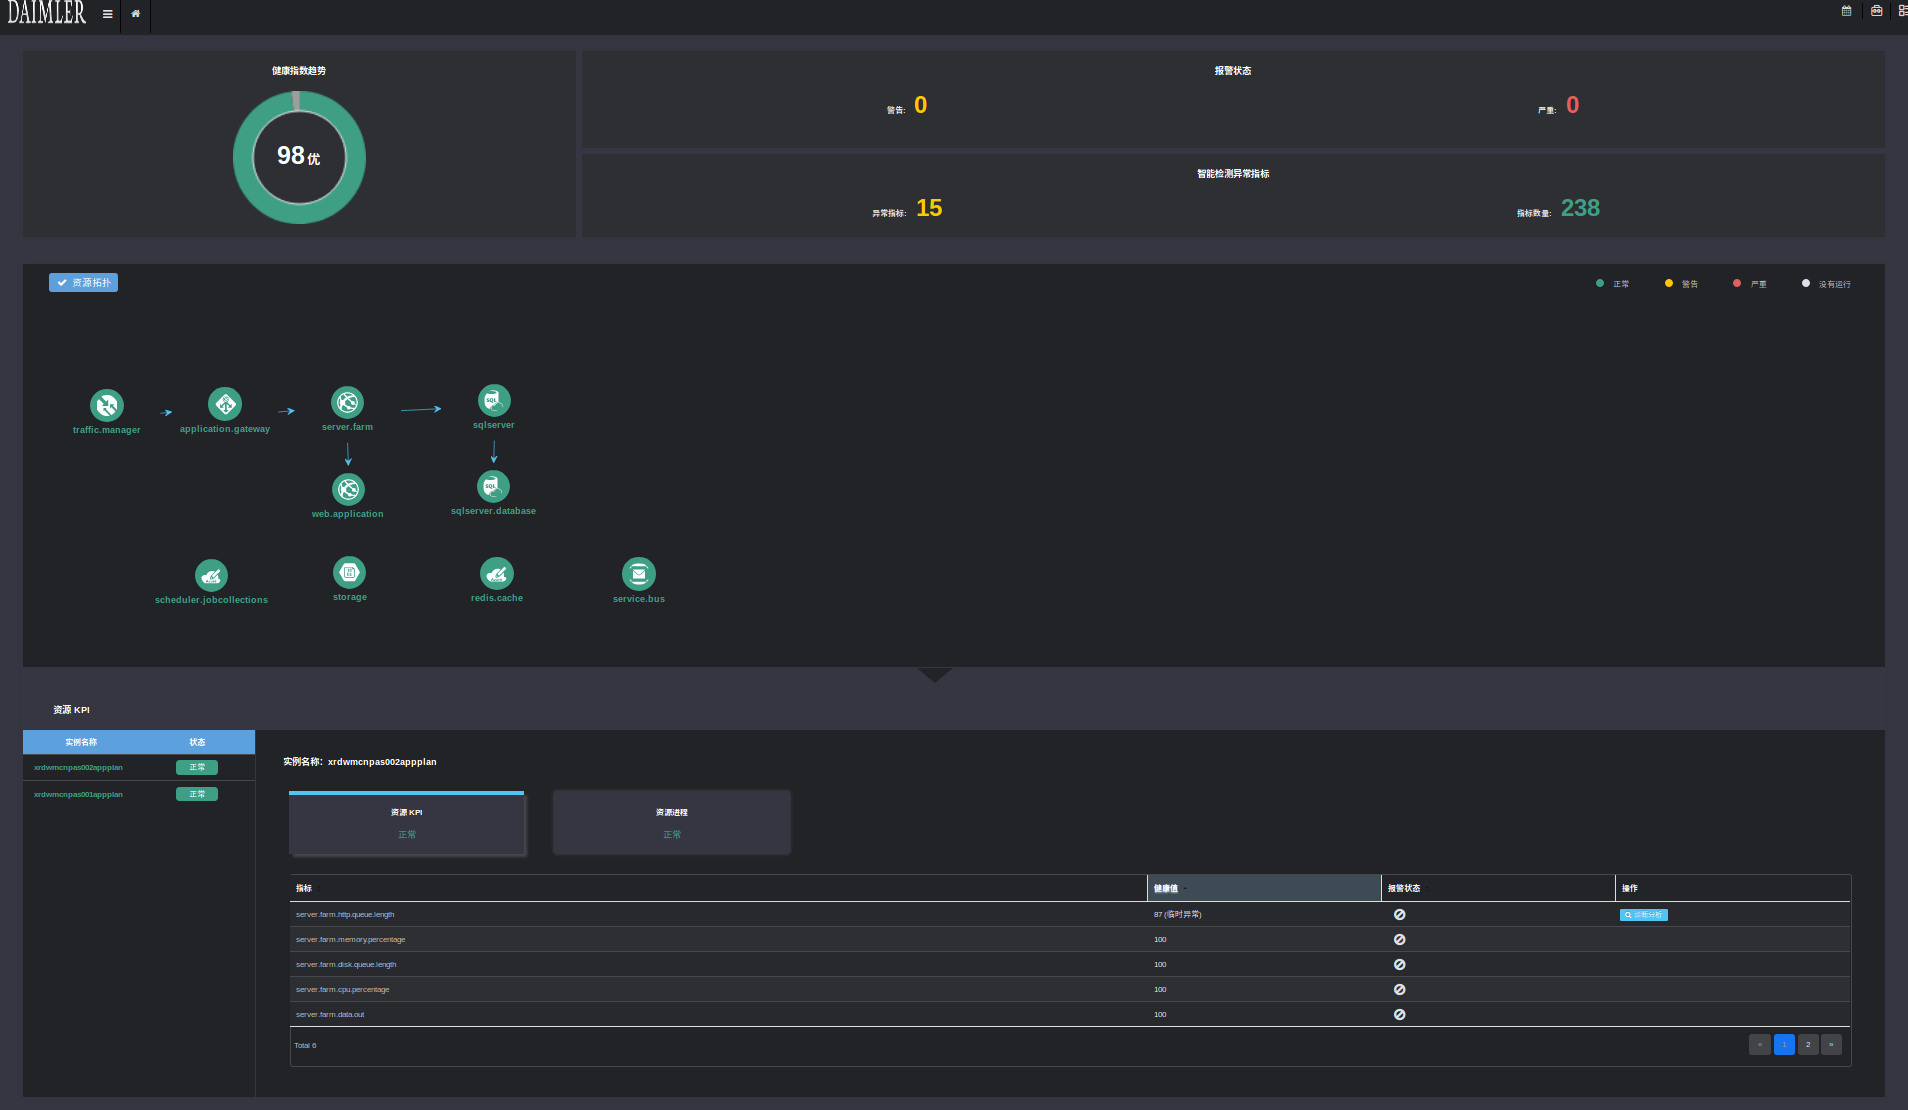 DAIMLER
健康指数趋势
98 优
报警状态
警告: 0
严重: 0
智能检测异常指标
异常指标: 15
指标数量: 238
资源拓扑
正常
警告
严重
没有运行
traffic.manager
application.gateway
server.farm
sqlserver
web.application
sqlserver.database
scheduler.jobcollections
storage
redis.cache
service.bus
资源 KPI
实例名称 状态
xrdwmcnpas002appplan 正常
xrdwmcnpas001appplan 正常
实例名称: xrdwmcnpas002appplan
资源 KPI
正常
资源进程
正常
指标 健康值 报警状态 操作
server.farm.http.queue.length 87 (临时异常) 诊断分析
server.farm.memory.percentage 100
server.farm.disk.queue.length 100
server.farm.cpu.percentage 100
server.farm.data.out 100
Total 6
« 1 2 »